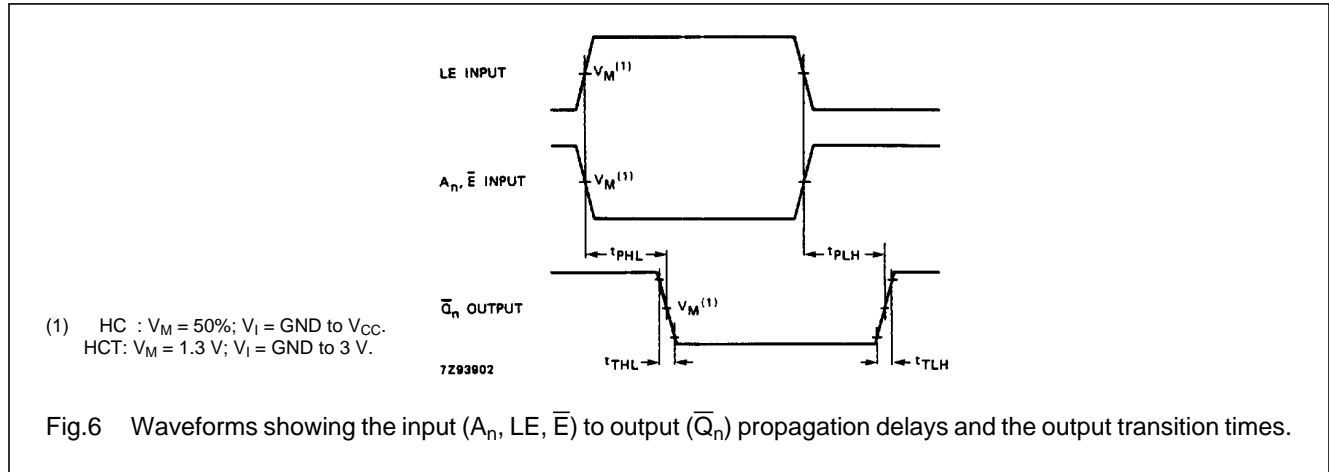 LE INPUT
V_M(1)
A_n, E̅ INPUT
V_M(1)
t_PHL
t_PLH
Q̅_n OUTPUT
V_M(1)
(1) HC : V_M = 50%; V_I = GND to V_CC.
HCT: V_M = 1.3 V; V_I = GND to 3 V.
t_THL
t_TLH
7Z93902
Fig.6 Waveforms showing the input (A_n, LE, E̅) to output (Q̅_n) propagation delays and the output transition times.